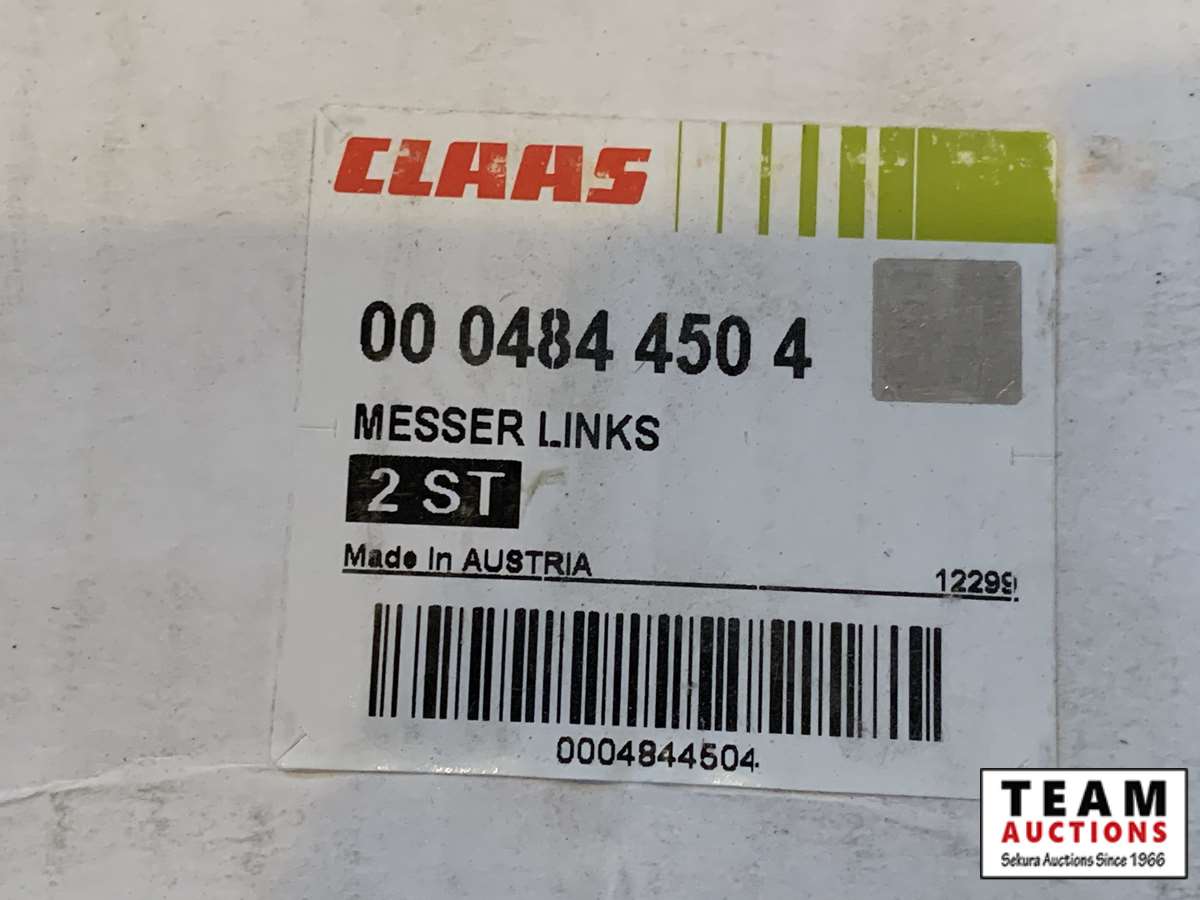 CLAAS
00 0484 450 4
MESSER LINKS
2 ST
Made In AUSTRIA
12299
0004844504
TEAM
AUCTIONS
Sekura Auctions Since 1966